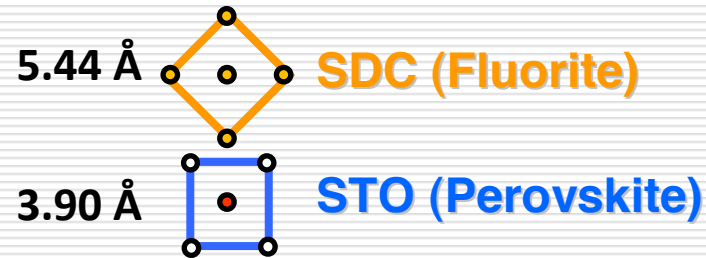 5.44 Å SDC (Fluorite)
3.90 Å STO (Perovskite)